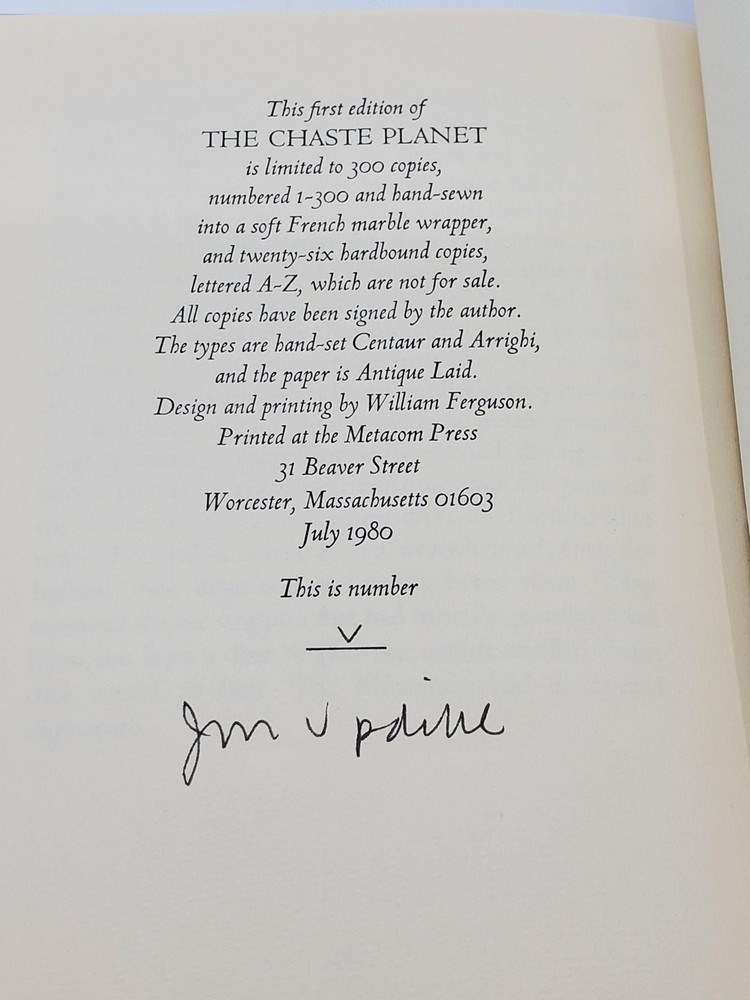 This first edition of
THE CHASTE PLANET
is limited to 300 copies,
numbered 1-300 and hand-sewn
into a soft French marble wrapper,
and twenty-six hardbound copies,
lettered A-Z, which are not for sale.
All copies have been signed by the author.
The types are hand-set Centaur and Arrighi,
and the paper is Antique Laid.
Design and printing by William Ferguson.
Printed at the Metacom Press
31 Beaver Street
Worcester, Massachusetts 01603
July 1980
This is number
V
John Updike